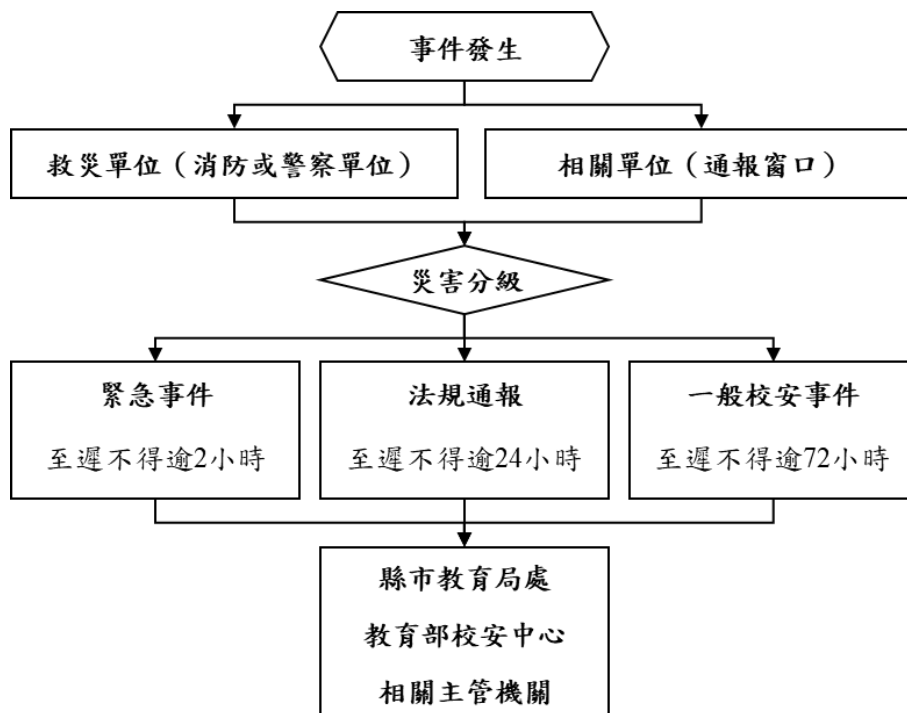 事件發生
救災單位（消防或警察單位）
相關單位（通報窗口）
災害分級
緊急事件
至遲不得逾2小時
法規通報
至遲不得逾24小時
一般校安事件
至遲不得逾72小時
縣市教育局處
教育部校安中心
相關主管機關